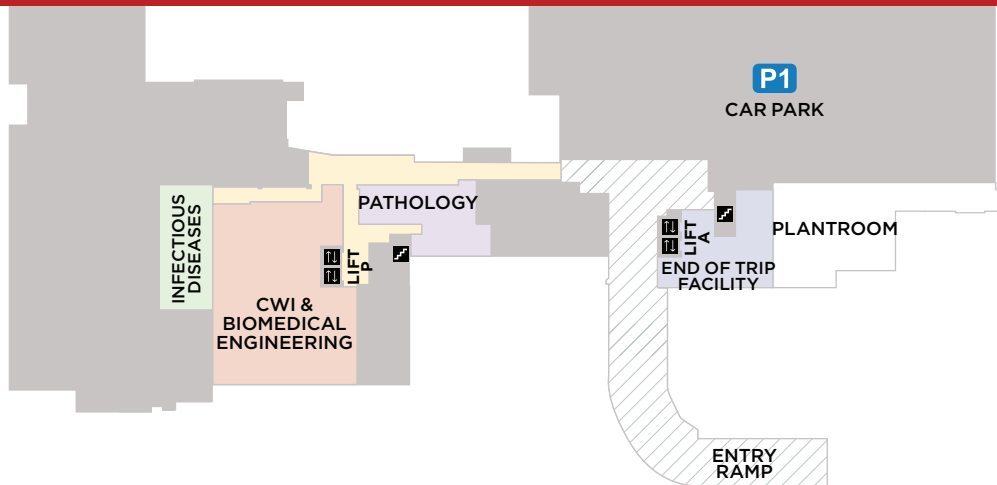 P1
CAR PARK
INFECTIOUS
DISEASES
PATHOLOGY
LIFT
P
CWI &
BIOMEDICAL
ENGINEERING
LIFT
A
PLANTROOM
END OF TRIP
FACILITY
ENTRY
RAMP